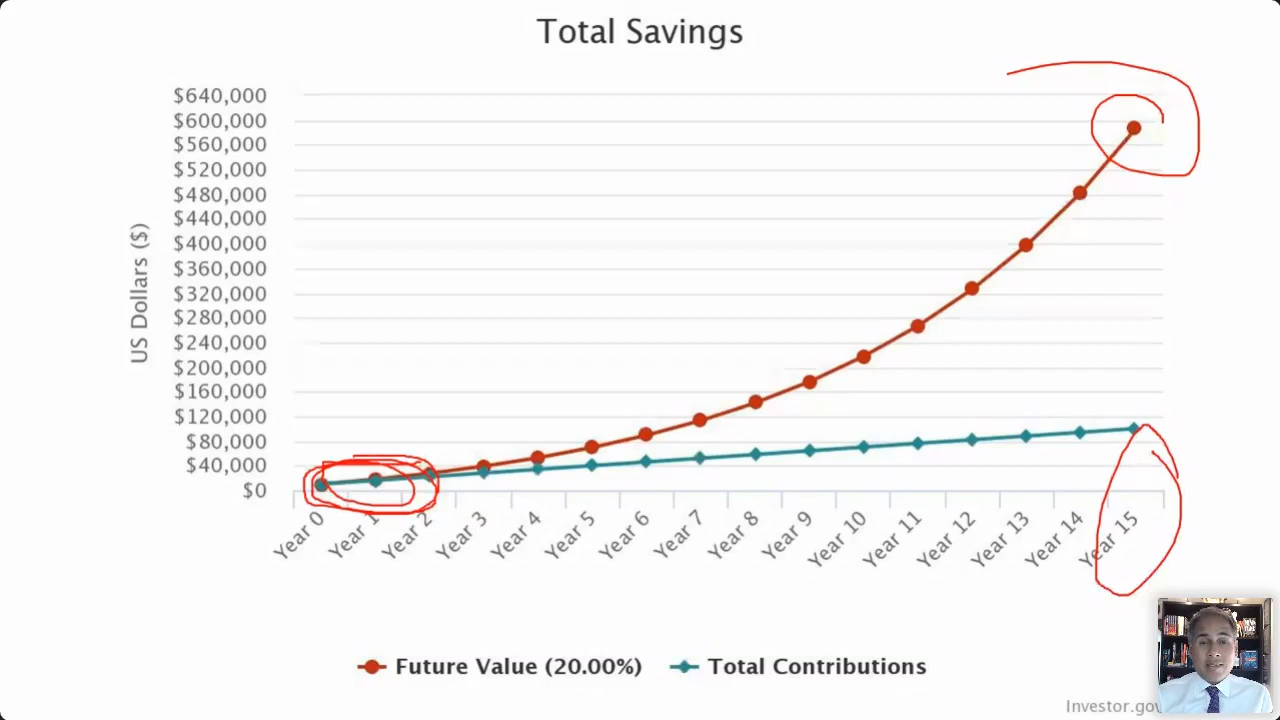 Total Savings
$640,000
$600,000
$560,000
$520,000
$480,000
$440,000
$400,000
$360,000
$320,000
$280,000
$240,000
$200,000
$160,000
$120,000
$80,000
$40,000
$0
US Dollars ($)
Year 0
Year 1
Year 2
Year 3
Year 4
Year 5
Year 6
Year 7
Year 8
Year 9
Year 10
Year 11
Year 12
Year 13
Year 14
Year 15
Future Value (20.00%)
Total Contributions
Investor.gov